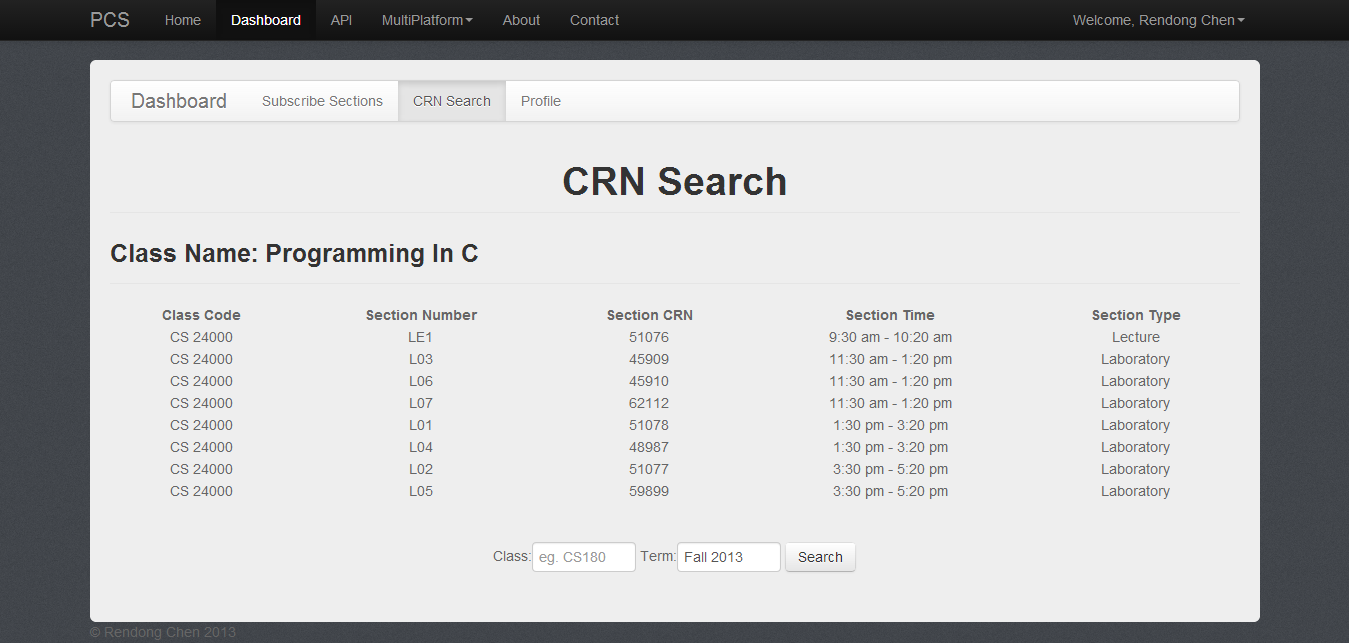 PCS Home Dashboard API MultiPlatform About Contact Welcome, Rendong Chen
Dashboard Subscribe Sections CRN Search Profile
CRN Search
Class Name: Programming In C
Class Code Section Number Section CRN Section Time Section Type
CS 24000 LE1 51076 9:30 am - 10:20 am Lecture
CS 24000 L03 45909 11:30 am - 1:20 pm Laboratory
CS 24000 L06 45910 11:30 am - 1:20 pm Laboratory
CS 24000 L07 62112 11:30 am - 1:20 pm Laboratory
CS 24000 L01 51078 1:30 pm - 3:20 pm Laboratory
CS 24000 L04 48987 1:30 pm - 3:20 pm Laboratory
CS 24000 L02 51077 3:30 pm - 5:20 pm Laboratory
CS 24000 L05 59899 3:30 pm - 5:20 pm Laboratory
Class: eg. CS180 Term: Fall 2013 Search
© Rendong Chen 2013